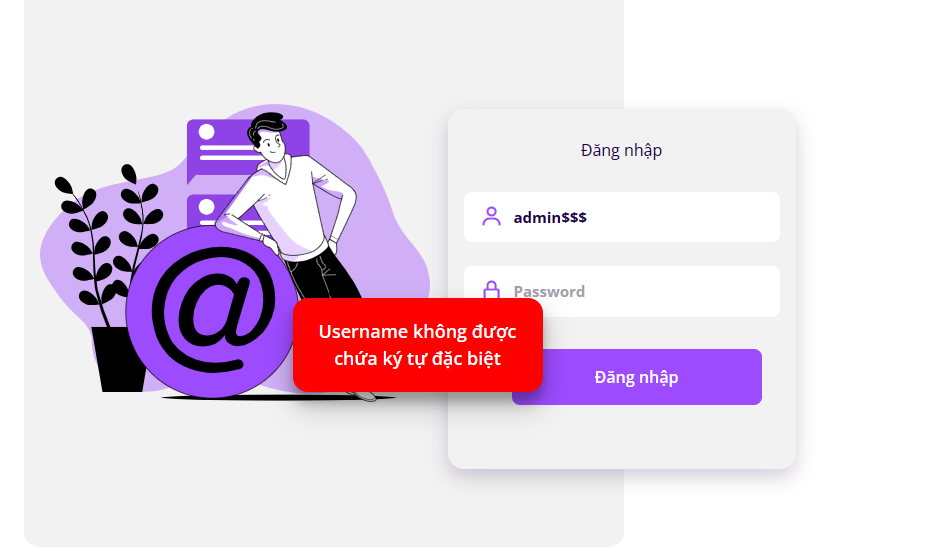 Đăng nhập
admin$$$
Password
Username không được
chứa ký tự đặc biệt
Đăng nhập
@